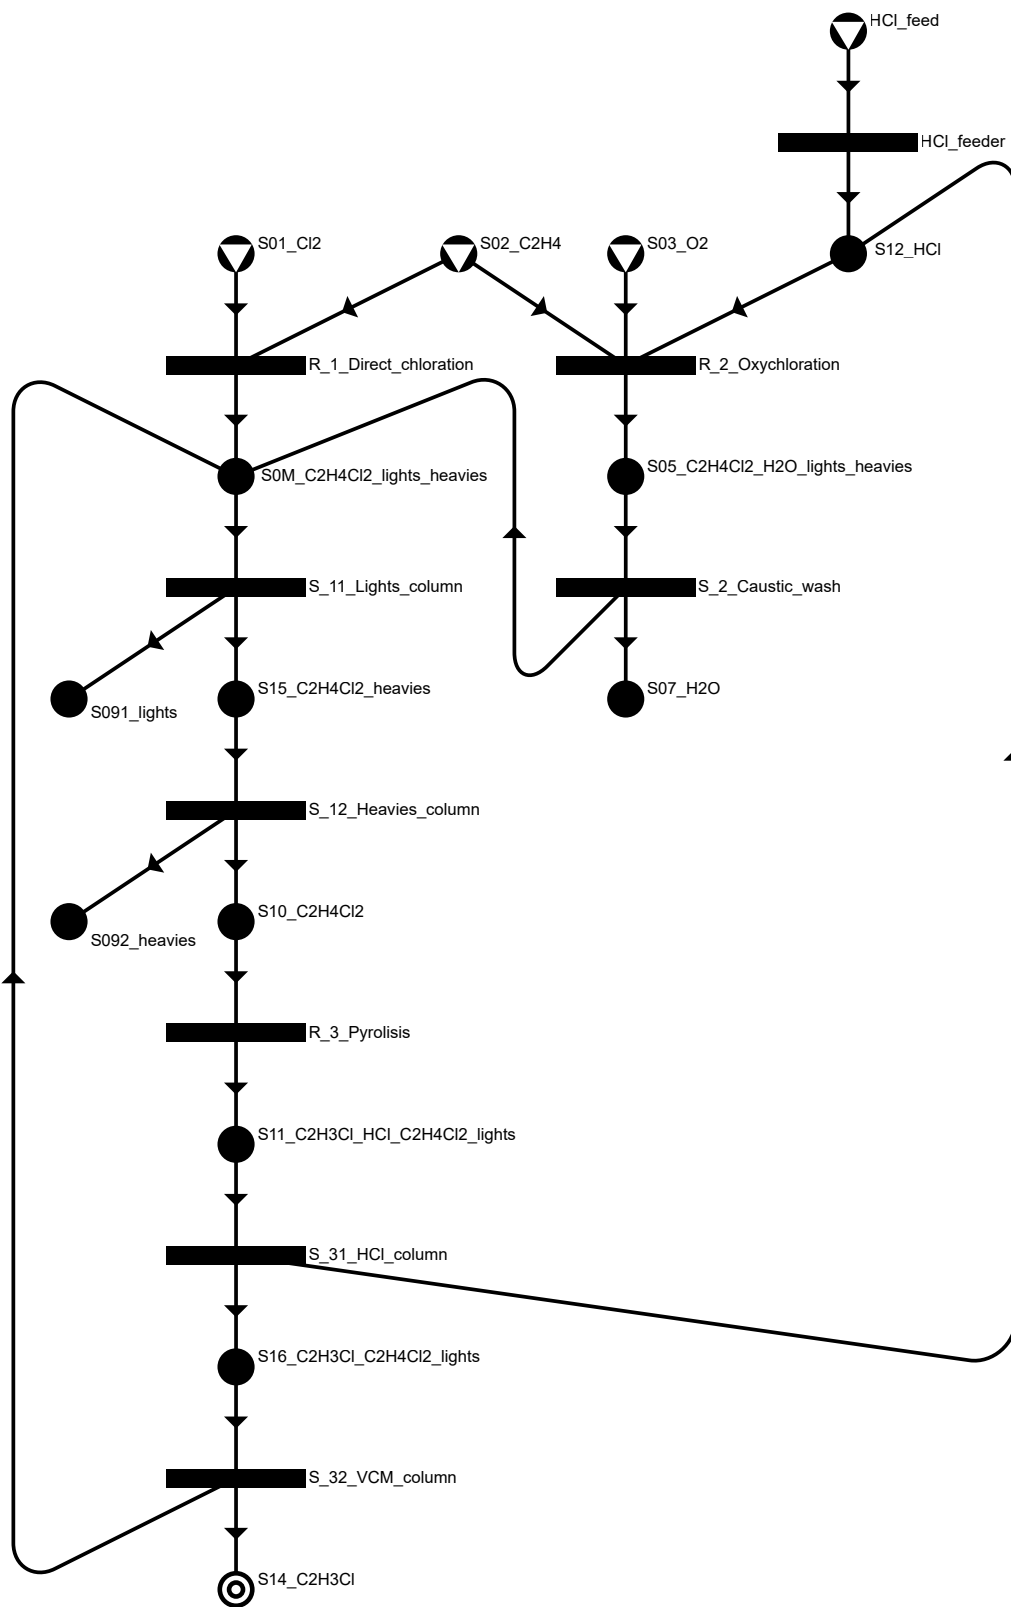 HCl_feed
HCl_feeder
S01_Cl2
S02_C2H4
S03_O2
S12_HCl
R_1_Direct_chloration
R_2_Oxychloration
S0M_C2H4Cl2_lights_heavies
S05_C2H4Cl2_H2O_lights_heavies
S_11_Lights_column
S_2_Caustic_wash
S15_C2H4Cl2_heavies
S07_H2O
S091_lights
S_12_Heavies_column
S10_C2H4Cl2
S092_heavies
R_3_Pyrolisis
S11_C2H3Cl_HCl_C2H4Cl2_lights
S_31_HCl_column
S16_C2H3Cl_C2H4Cl2_lights
S_32_VCM_column
S14_C2H3Cl